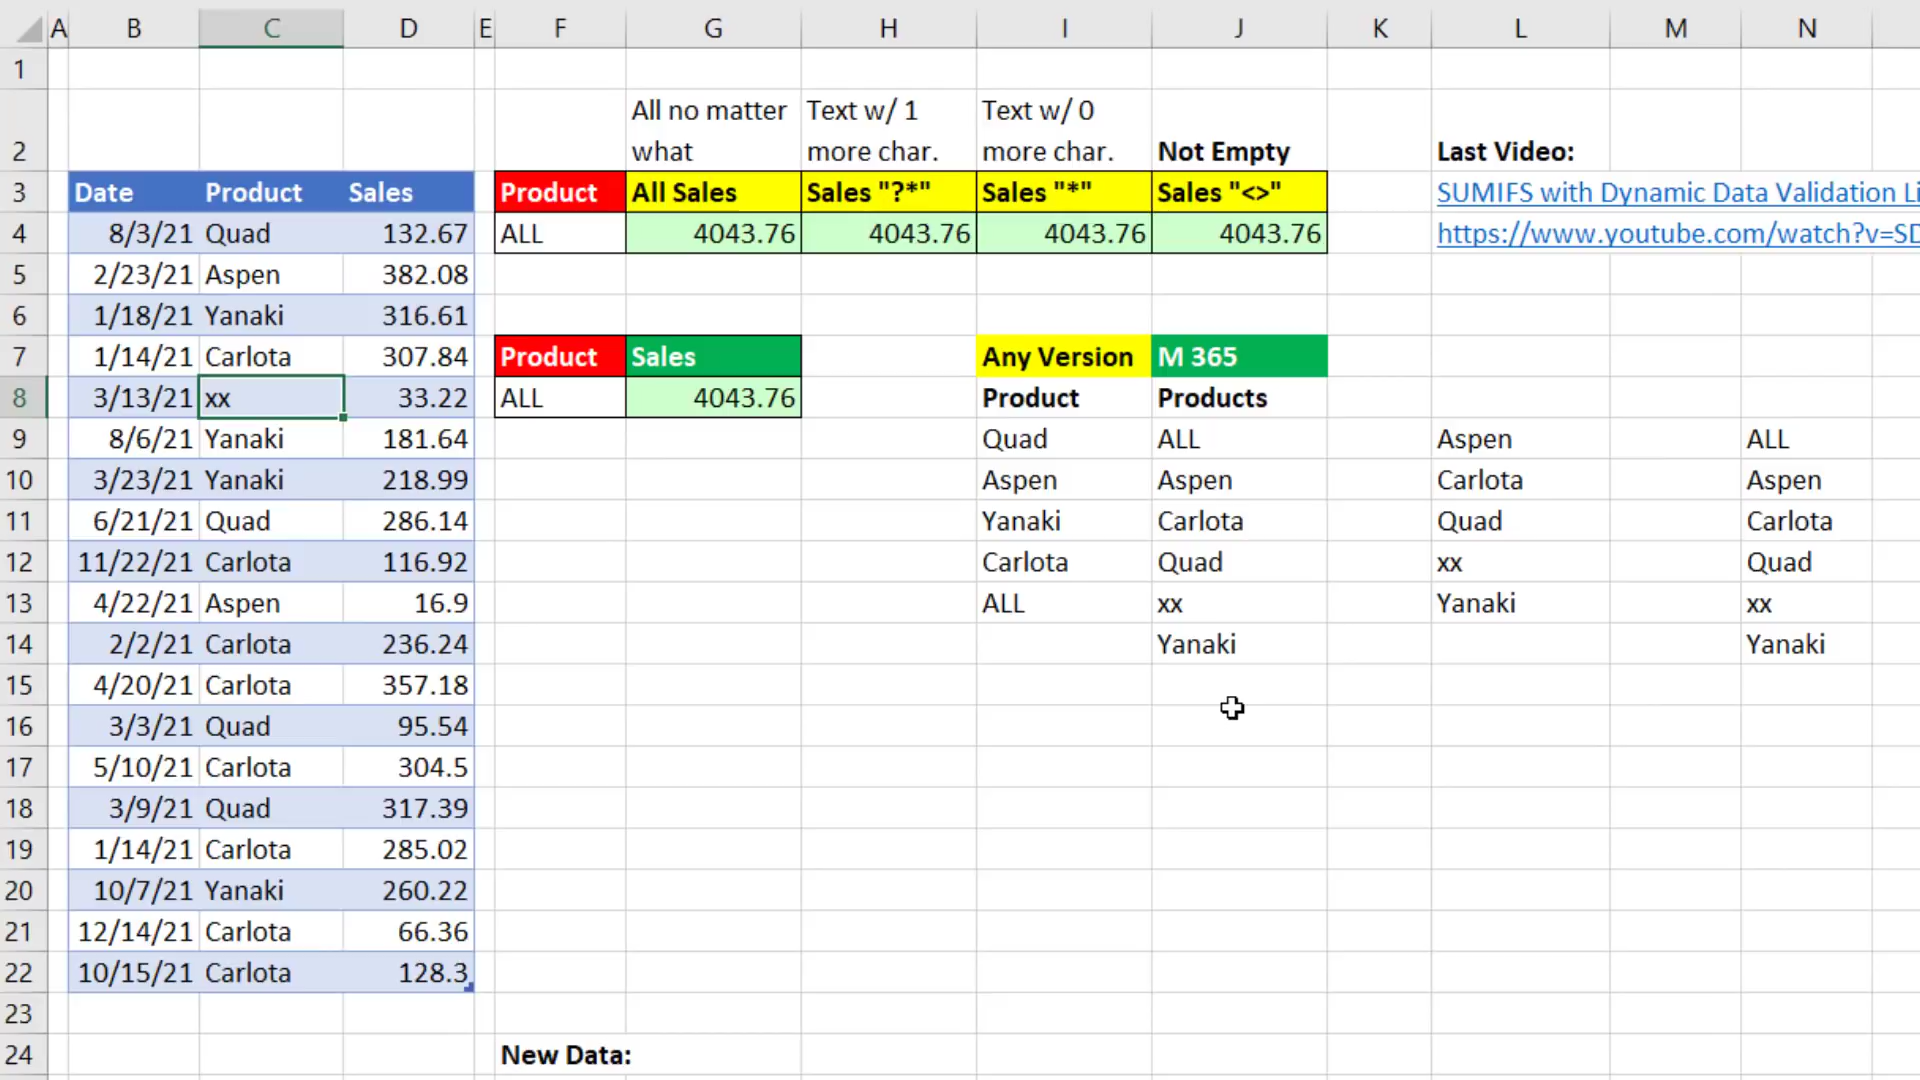 A B C D E F G H I J K L M N
1
All no matter Text w/ 1 Text w/ 0
2 what more char. more char. Not Empty Last Video:
3 Date Product Sales Product All Sales Sales "?*" Sales "*" Sales "<>" SUMIFS with Dynamic Data Validation Li
4 8/3/21 Quad 132.67 ALL 4043.76 4043.76 4043.76 4043.76 https://www.youtube.com/watch?v=SD
5 2/23/21 Aspen 382.08
6 1/18/21 Yanaki 316.61
7 1/14/21 Carlota 307.84 Product Sales Any Version M 365
8 3/13/21 xx 33.22 ALL 4043.76 Product Products
9 8/6/21 Yanaki 181.64 Quad ALL Aspen ALL
10 3/23/21 Yanaki 218.99 Aspen Aspen Carlota Aspen
11 6/21/21 Quad 286.14 Yanaki Carlota Quad Carlota
12 11/22/21 Carlota 116.92 Carlota Quad xx Quad
13 4/22/21 Aspen 16.9 ALL xx Yanaki xx
14 2/2/21 Carlota 236.24 Yanaki Yanaki
15 4/20/21 Carlota 357.18
16 3/3/21 Quad 95.54
17 5/10/21 Carlota 304.5
18 3/9/21 Quad 317.39
19 1/14/21 Carlota 285.02
20 10/7/21 Yanaki 260.22
21 12/14/21 Carlota 66.36
22 10/15/21 Carlota 128.3
23
24 New Data: